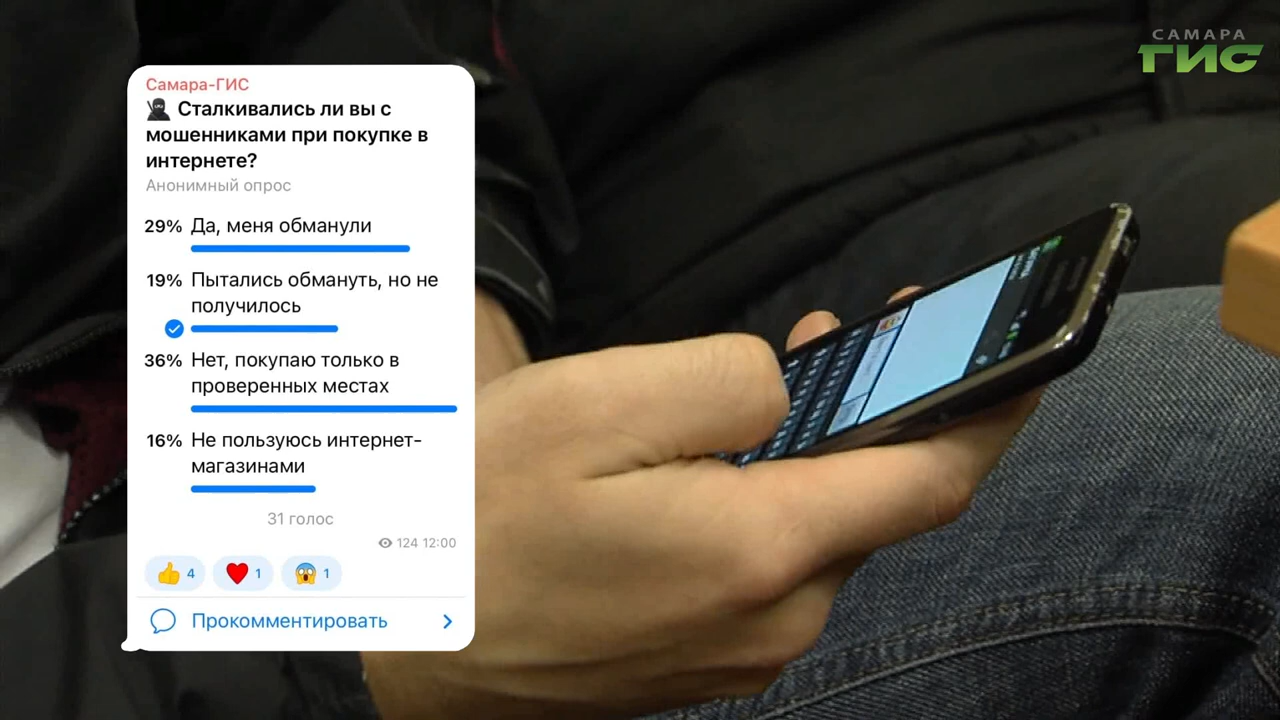 САМАРА
ГИС
Самара-ГИС
Сталкивались ли вы с
мошенниками при покупке в
интернете?
Анонимный опрос
29% Да, меня обманули
19% Пытались обмануть, но не
получилось
36% Нет, покупаю только в
проверенных местах
16% Не пользуюсь интернет-
магазинами
31 голос
124 12:00
4 1 1
Прокомментировать